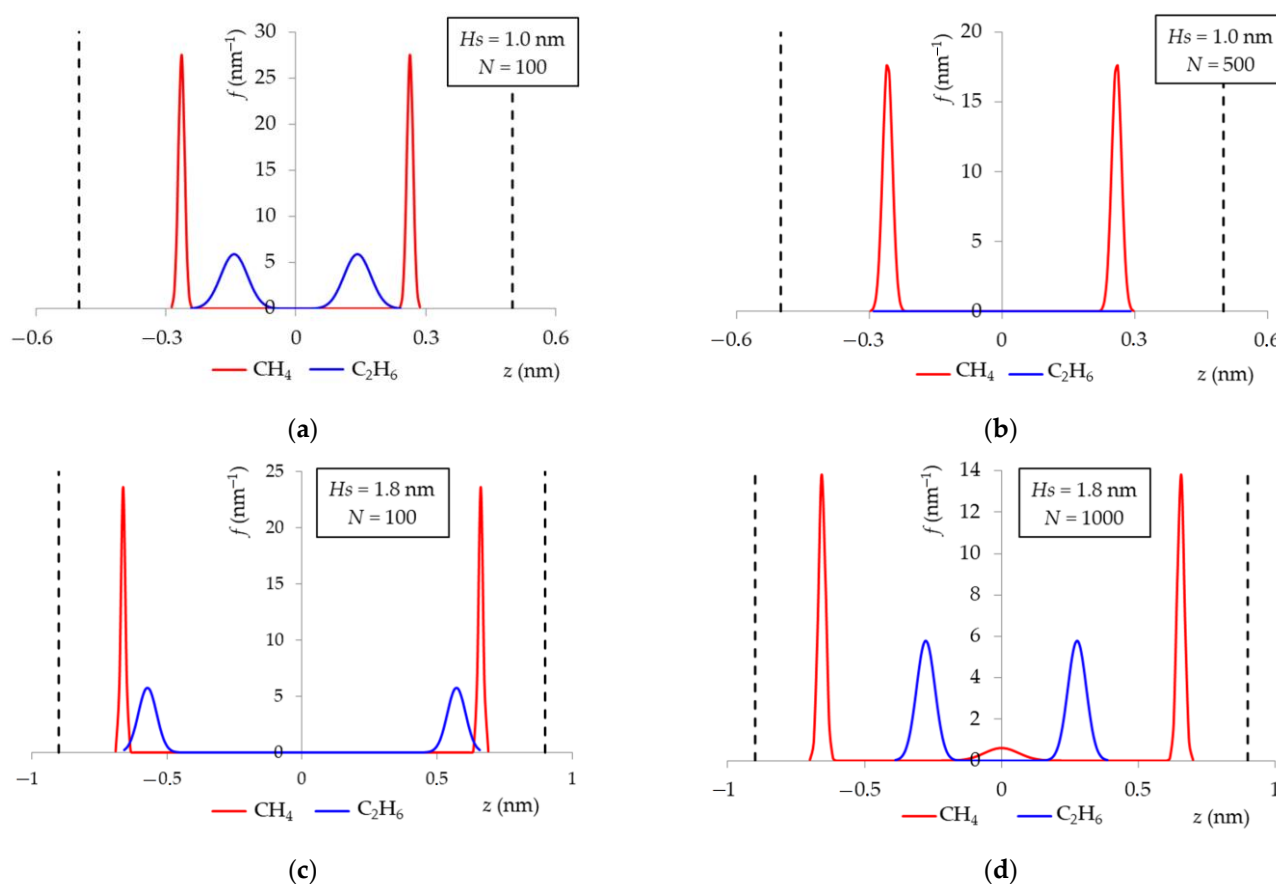 30
25
20
15
10
5
0
f (nm⁻¹)
Hs = 1.0 nm
N = 100
−0.6
−0.3
0
0.3
0.6
CH₄
C₂H₆
z (nm)
(a)
20
15
10
5
0
f (nm⁻¹)
Hs = 1.0 nm
N = 500
−0.6
−0.3
0
0.3
0.6
CH₄
C₂H₆
z (nm)
(b)
25
20
15
10
5
0
f (nm⁻¹)
Hs = 1.8 nm
N = 100
−1
−0.5
0
0.5
1
CH₄
C₂H₆
z (nm)
(c)
14
12
10
8
6
4
2
0
f (nm⁻¹)
Hs = 1.8 nm
N = 1000
−1
−0.5
0
0.5
1
CH₄
C₂H₆
z (nm)
(d)